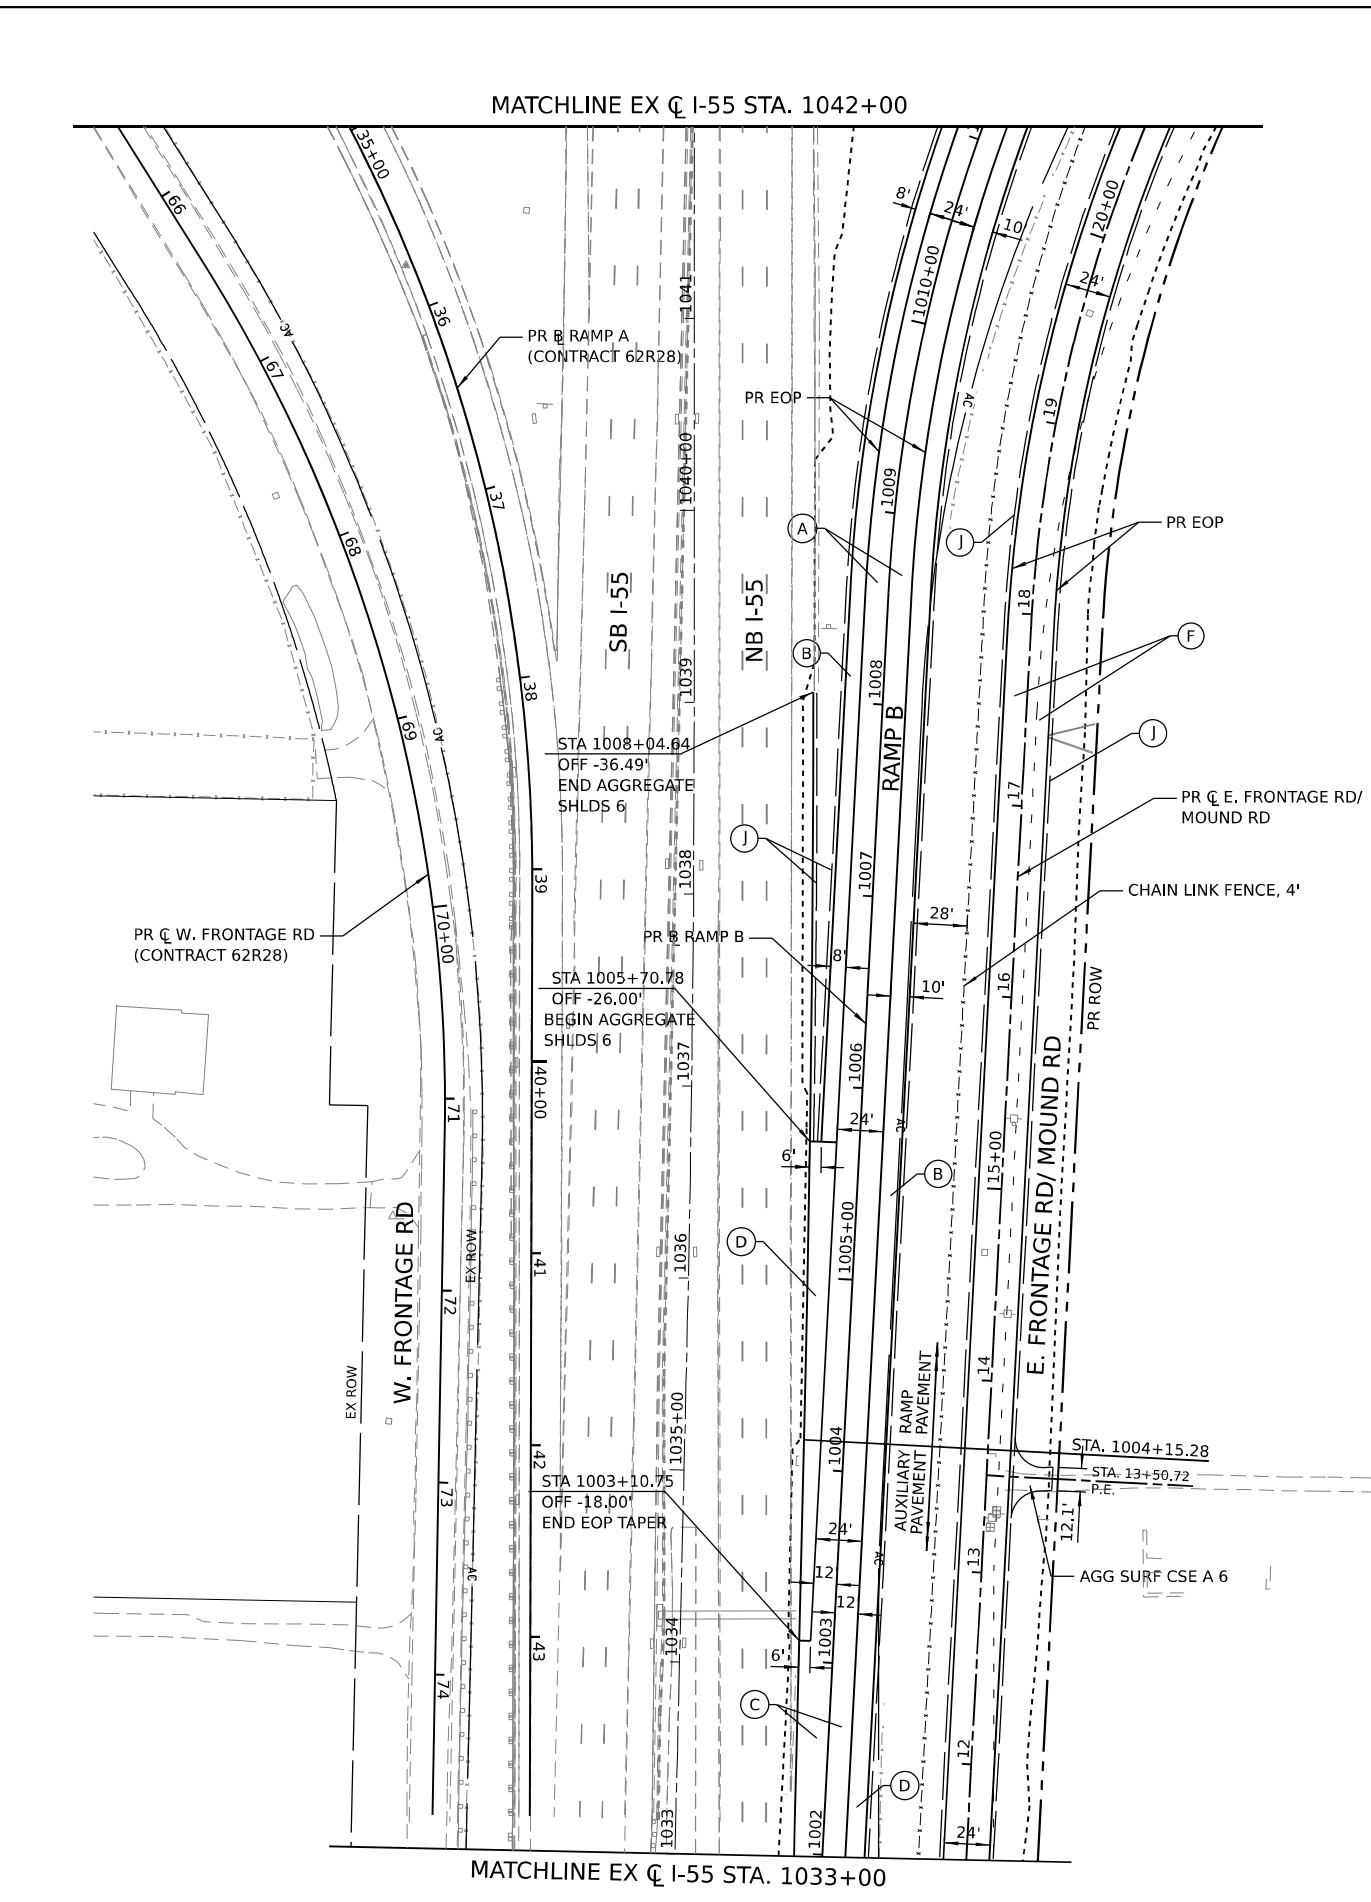 MATCHLINE EX ℄ I-55 STA. 1042+00
35+00
66
8'
24'
10'
20+00
1010+00
24'
1041
36
AC
67
PR ⅊ RAMP A
(CONTRACT 62R28)
PR EOP
AC
19
1040+00
37
1009
A
J
PR EOP
68
SB I-55
NB I-55
18
F
B
1039
1008
38
69
AC
RAMP B
J
STA 1008+04.64
OFF -36.49'
END AGGREGATE
SHLDS 6
17
PR ℄ E. FRONTAGE RD/
MOUND RD
J
1038
1007
39
CHAIN LINK FENCE, 4'
28'
70+00
PR ℄ W. FRONTAGE RD
(CONTRACT 62R28)
PR B RAMP B
8'
STA 1005+70.78
OFF -26.00'
BEGIN AGGREGATE
SHLDS 6
10'
16
PR ROW
1037
1006
40+00
71
24'
AC
6'
15+00
B
E. FRONTAGE RD/ MOUND RD
W. FRONTAGE RD
EX ROW
D
1036
1005+00
41
72
EX ROW
14
RAMP
PAVEMENT
AUXILIARY
PAVEMENT
1035+00
1004
42
STA. 1004+15.28
STA. 13+50.72
P.E.
12.1'
STA 1003+10.75
OFF -18.00'
END EOP TAPER
73
24'
13
AC
AC
12
12'
AGG SURF CSE A 6
1034
1003
43
6'
74
C
12
D
1033
1002
24'
MATCHLINE EX ℄ I-55 STA. 1033+00